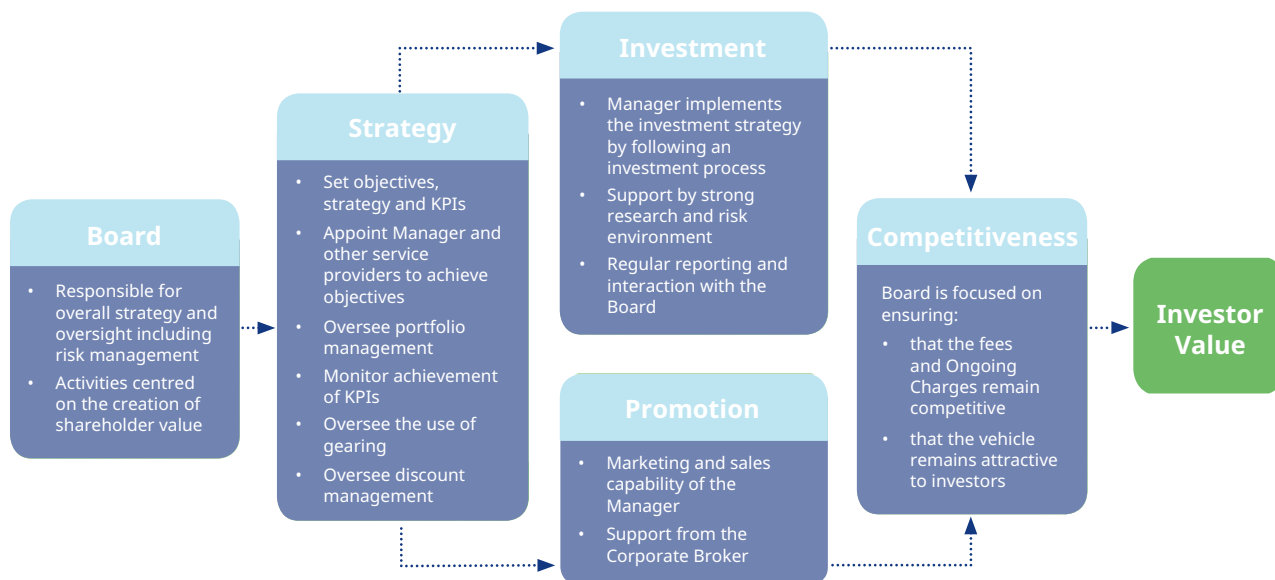 Board
• Responsible for
overall strategy and
oversight including
risk management
• Activities centred
on the creation of
shareholder value
Strategy
• Set objectives,
strategy and KPIs
• Appoint Manager and
other service
providers to achieve
objectives
• Oversee portfolio
management
• Monitor achievement
of KPIs
• Oversee the use of
gearing
• Oversee discount
management
Investment
• Manager implements
the investment strategy
by following an
investment process
• Support by strong
research and risk
environment
• Regular reporting and
interaction with the
Board
Promotion
• Marketing and sales
capability of the
Manager
• Support from the
Corporate Broker
Competitiveness
Board is focused on
ensuring:
• that the fees
and Ongoing
Charges remain
competitive
• that the vehicle
remains attractive
to investors
Investor
Value